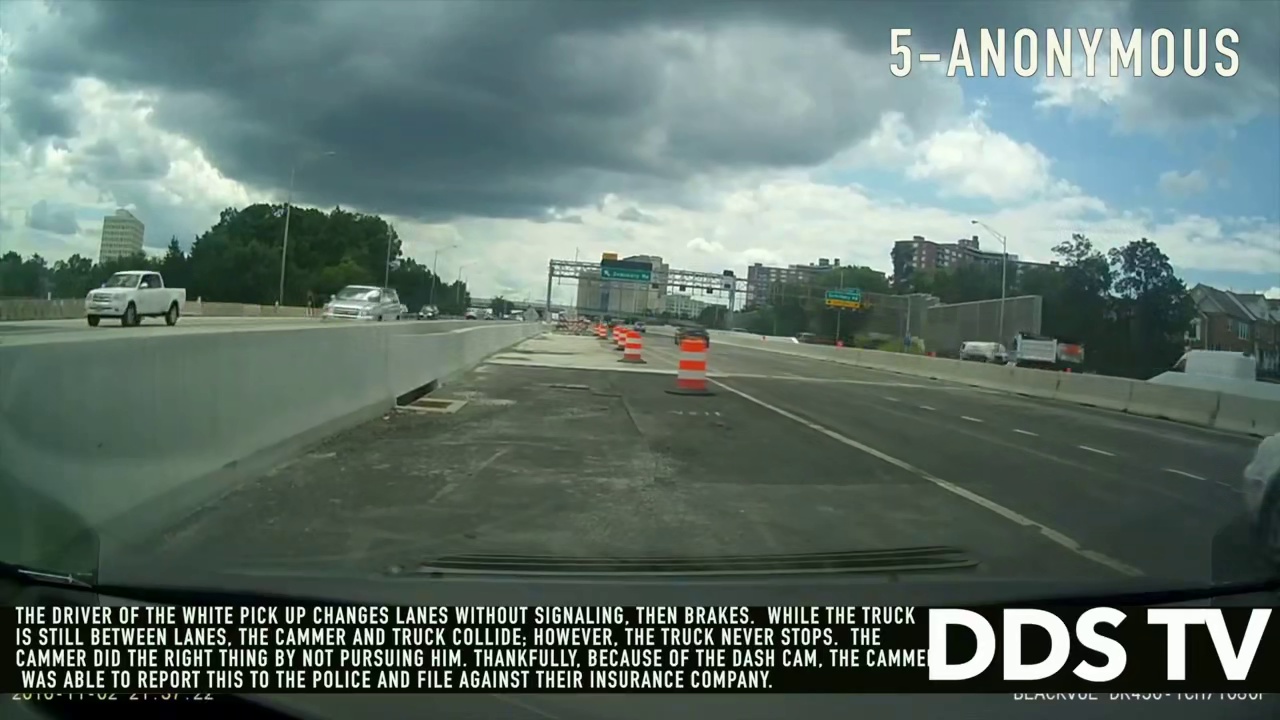 5-ANONYMOUS
THE DRIVER OF THE WHITE PICK UP CHANGES LANES WITHOUT SIGNALING, THEN BRAKES. WHILE THE TRUCK
IS STILL BETWEEN LANES, THE CAMMER AND TRUCK COLLIDE; HOWEVER, THE TRUCK NEVER STOPS. THE
CAMMER DID THE RIGHT THING BY NOT PURSUING HIM. THANKFULLY, BECAUSE OF THE DASH CAM, THE CAMME
WAS ABLE TO REPORT THIS TO THE POLICE AND FILE AGAINST THEIR INSURANCE COMPANY.
DDS TV